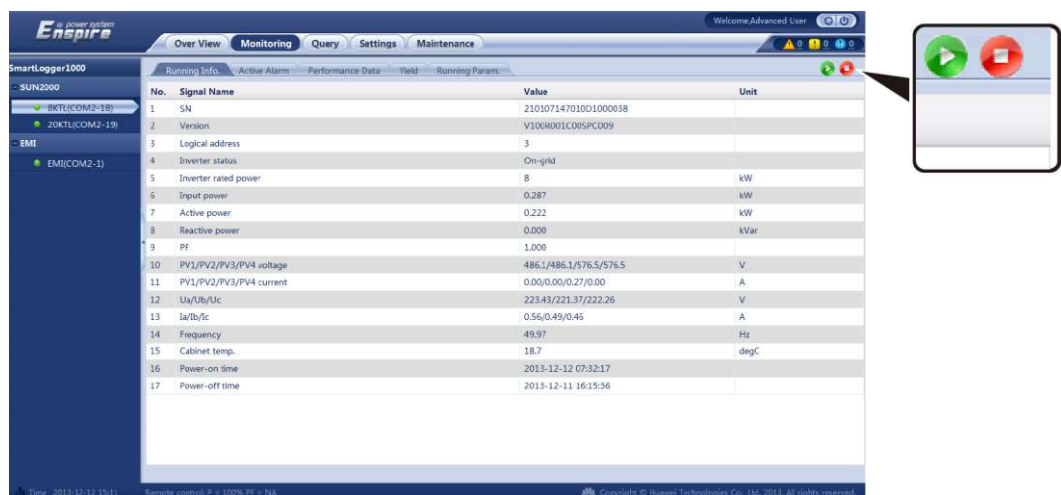 Welcome,Advanced User
e power system
Enspire
Over View Monitoring Query Settings Maintenance
0 0 0
SmartLogger1000
Running Info. Active Alarm Performance Data Yield Running Param.
SUN2000
8KTL(COM2-18)
20KTL(COM2-19)
EMI
EMI(COM2-1)
No. Signal Name Value Unit
1 SN 210107147010D1000038
2 Version V100R001C00SPC009
3 Logical address 3
4 Inverter status On-grid
5 Inverter rated power 8 kW
6 Input power 0.287 kW
7 Active power 0.222 kW
8 Reactive power 0.000 kVar
9 PF 1.000
10 PV1/PV2/PV3/PV4 voltage 486.1/486.1/576.5/576.5 V
11 PV1/PV2/PV3/PV4 current 0.00/0.00/0.27/0.00 A
12 Ua/Ub/Uc 223.43/221.37/222.26 V
13 Ia/Ib/Ic 0.56/0.49/0.46 A
14 Frequency 49.97 Hz
15 Cabinet temp. 18.7 degC
16 Power-on time 2013-12-12 07:32:17
17 Power-off time 2013-12-11 16:15:36
Time 2013-12-12 15:11
Remote control: P = 100% PF = NA
Copyright © Huawei Technologies Co., Ltd. 2013. All rights reserved.